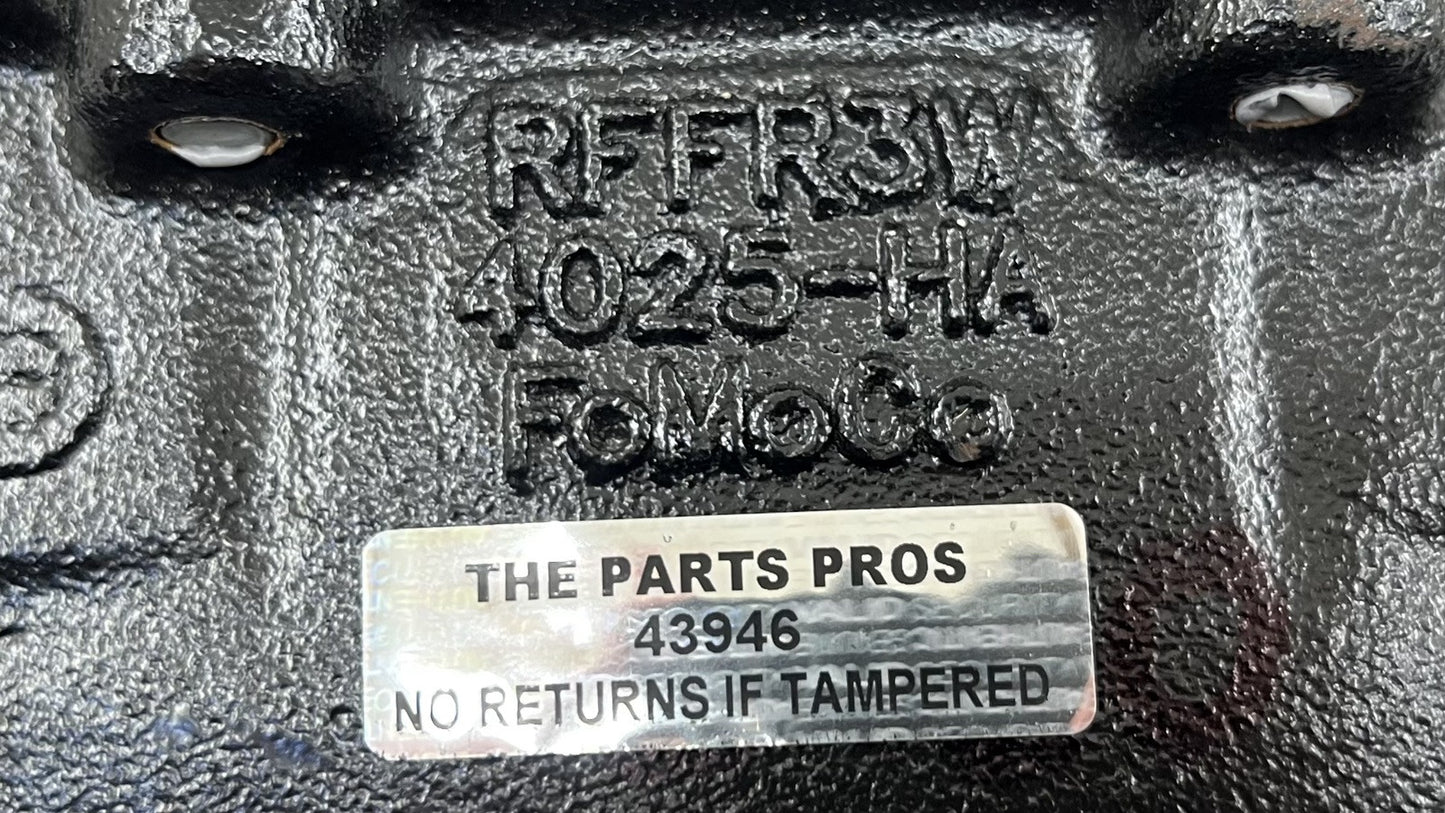 RFFR3W
4025-HA
FoMoCo
THE PARTS PROS
43946
NO RETURNS IF TAMPERED